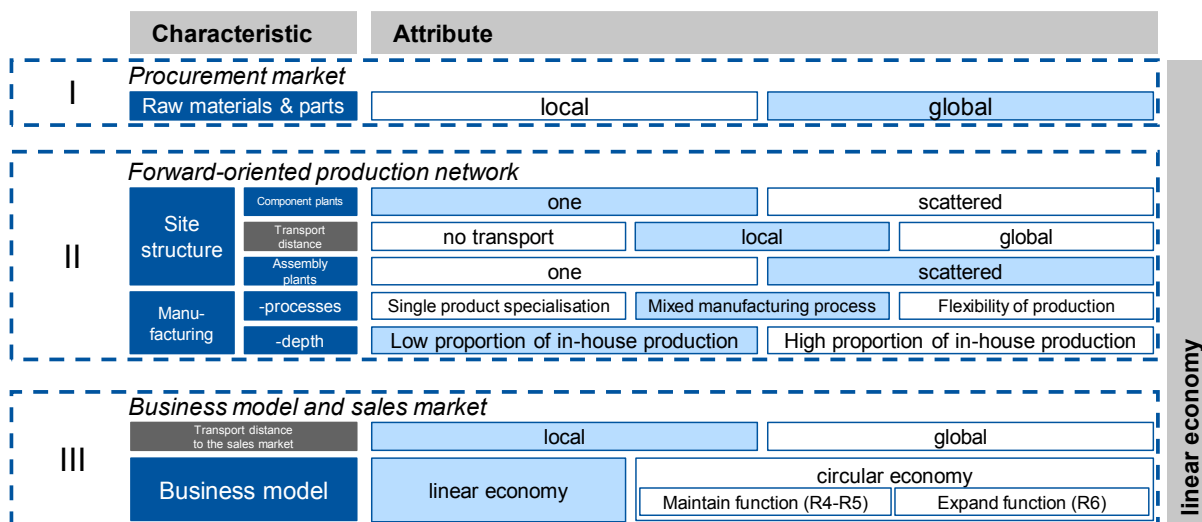 Characteristic
Attribute
I
Procurement market
Raw materials & parts
local
global
II
Forward-oriented production network
Site
structure
Component plants
one
scattered
Transport
distance
no transport
local
global
Assembly
plants
one
scattered
Manu-
facturing
-processes
Single product specialisation
Mixed manufacturing process
Flexibility of production
-depth
Low proportion of in-house production
High proportion of in-house production
III
Business model and sales market
Transport distance
to the sales market
local
global
Business model
linear economy
circular economy
Maintain function (R4-R5)
Expand function (R6)
linear economy